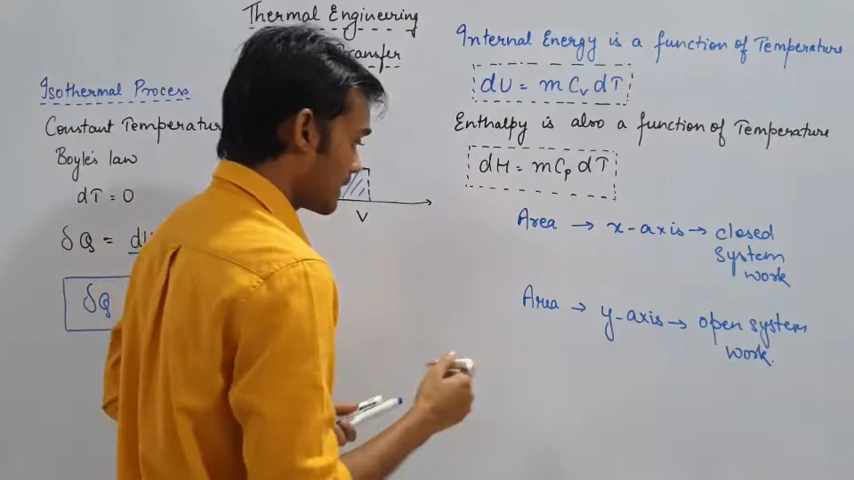 Thermal Engineering
Transfer
Isothermal Process
Constant Temperature
Boyle's law
dT = 0
δQ =
δQ
V
Internal Energy is a function of Temperature
dU = m Cv dT
Enthalpy is also a function of Temperature
dH = m Cp dT
Area → x-axis → closed
system
work
Area → y-axis → open system
work.